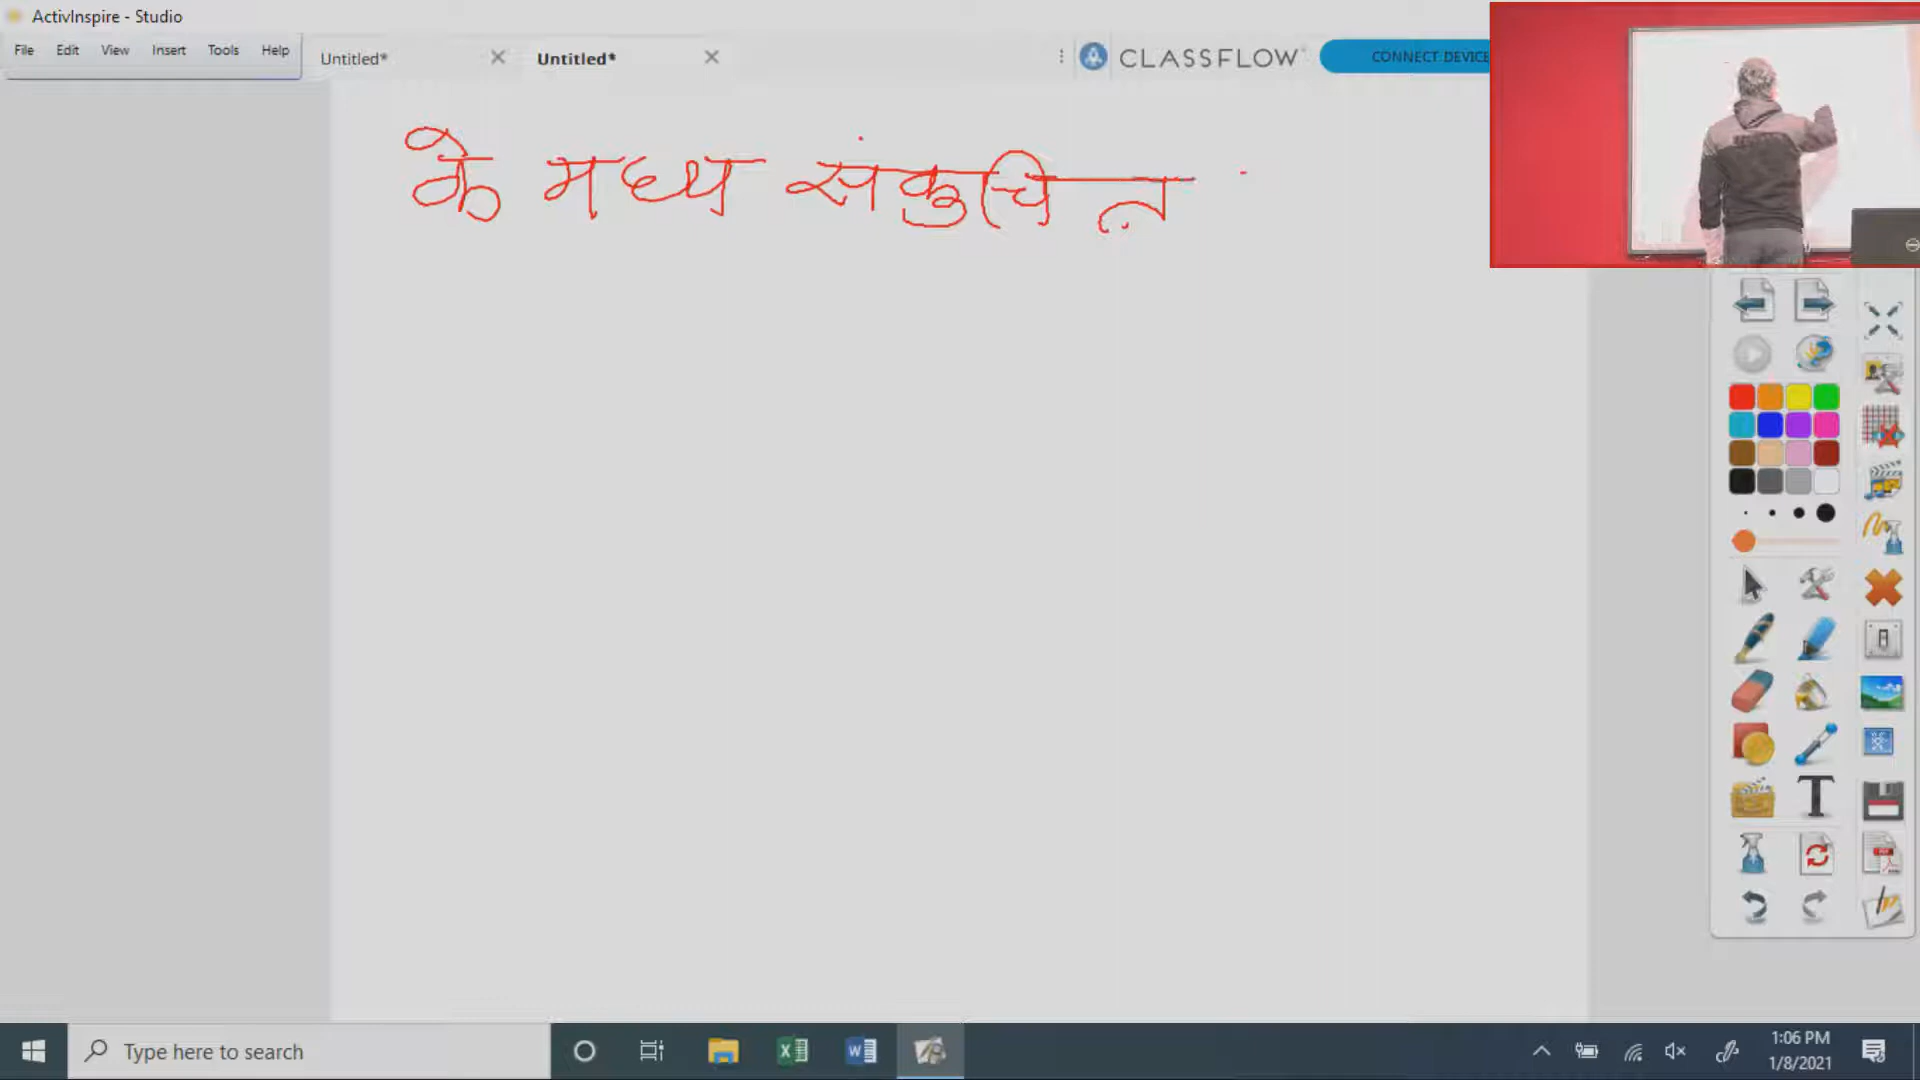 ActivInspire - Studio
File Edit View Insert Tools Help
Untitled* Untitled*
CLASSFLOW CONNECT DEVICE
के मध्य संकुचित
Type here to search
1:06 PM
1/8/2021